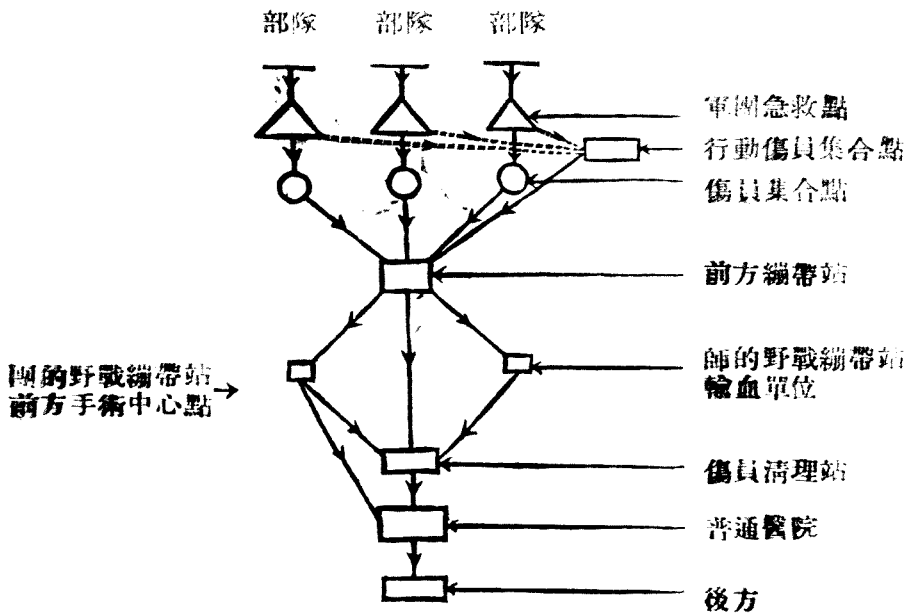 部隊 部隊 部隊
軍團急救點
行動傷員集合點
傷員集合點
前方繃帶站
團的野戰繃帶站
前方手術中心點
師的野戰繃帶站
輸血單位
傷員清理站
普通醫院
後方